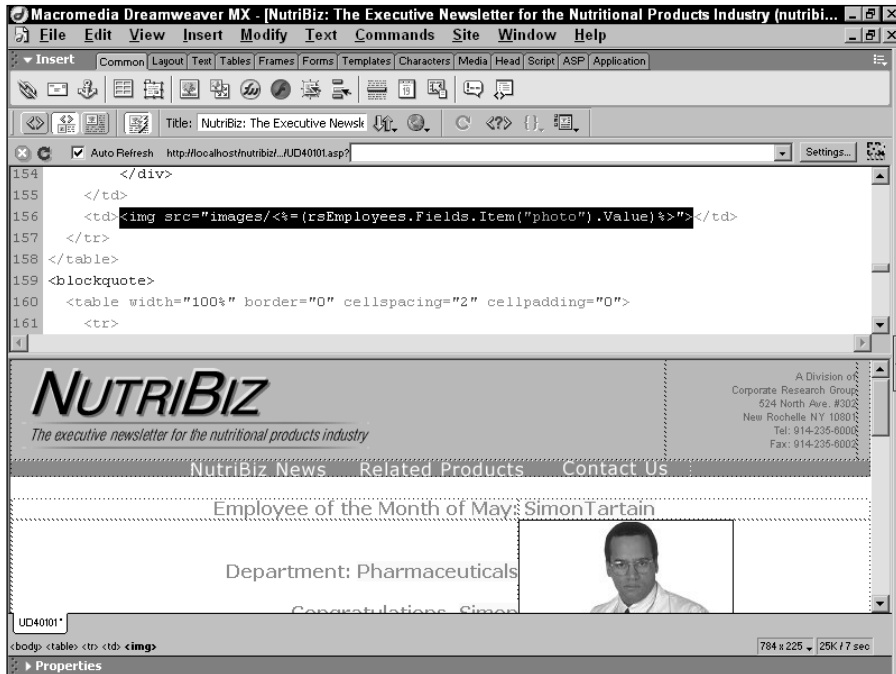 Macromedia Dreamweaver MX - [NutriBiz: The Executive Newsletter for the Nutritional Products Industry (nutribi...
File Edit View Insert Modify Text Commands Site Window Help
Insert Common Layout Text Tables Frames Forms Templates Characters Media Head Script ASP Application
Title: NutriBiz: The Executive Newsle
Auto Refresh http://localhost/nutribiz/.../UD40101.asp? Settings...
154 </div>
155 </td>
156 <td><img src="images/<%=(rsEmployees.Fields.Item("photo").Value)%>"></td>
157 </tr>
158 </table>
159 <blockquote>
160 <table width="100%" border="0" cellspacing="2" cellpadding="0">
161 <tr>
NUTRIBIZ
The executive newsletter for the nutritional products industry
A Division of
Corporate Research Group
524 North Ave. #302
New Rochelle NY 10801
Tel: 914-235-6000
Fax: 914-235-6002
NutriBiz News Related Products Contact Us
Employee of the Month of May: SimonTartain
Department: Pharmaceuticals
Congratulations, Simon
UD40101*
<body> <table> <tr> <td> <img> 784 x 225 25K / 7 sec
Properties